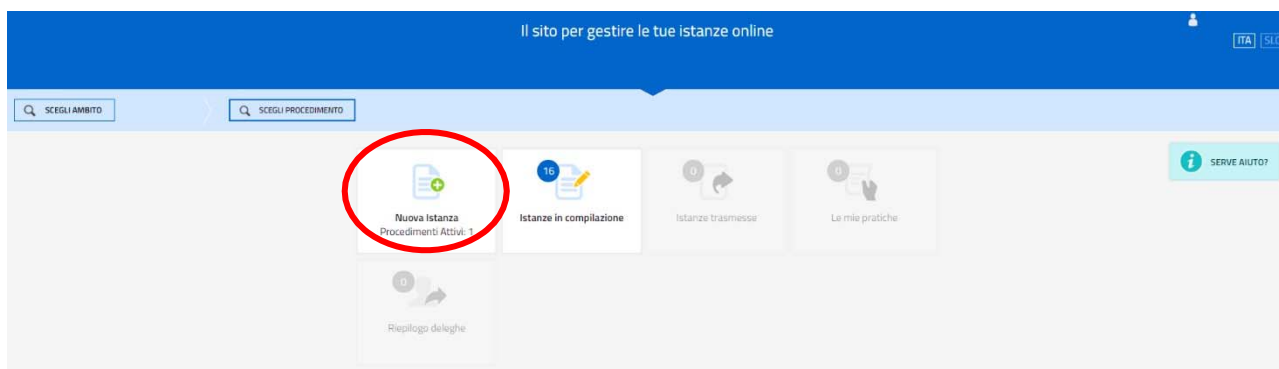 Il sito per gestire le tue istanze online
ITA
SCEGLI AMBITO
SCEGLI PROCEDIMENTO
SERVE AIUTO?
Nuova Istanza
Procedimenti Attivi: 1
16
Istanze in compilazione
0
Istanze trasmesse
0
Le mie pratiche
0
Riepilogo deleghe